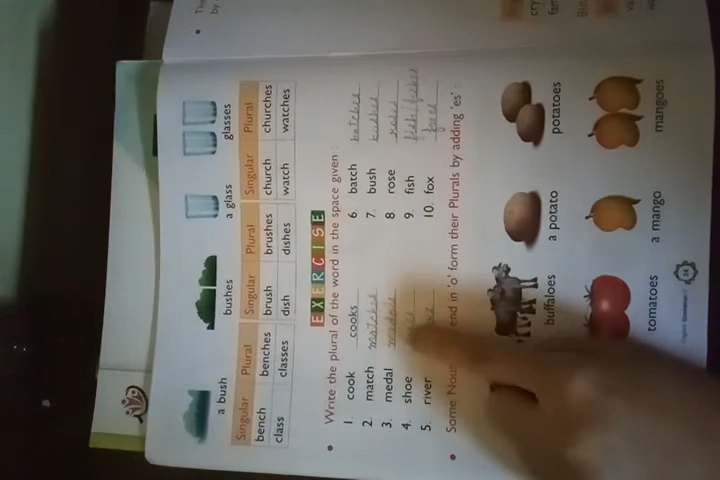 a bush
bushes
a glass
glasses
Singular Plural Singular Plural Singular Plural
bench benches brush brushes church churches
class classes dish dishes watch watches
EXERCISE
• Write the plural of the word in the space given :
1. cook cooks 6. batch batches
2. match matches 7. bush bushes
3. medal medals 8. rose roses
4. shoe 9. fish
5. river 10. fox
• Some Nou end in 'o' form their Plurals by adding 'es' :
buffaloes a potato potatoes
tomatoes a mango mangoes